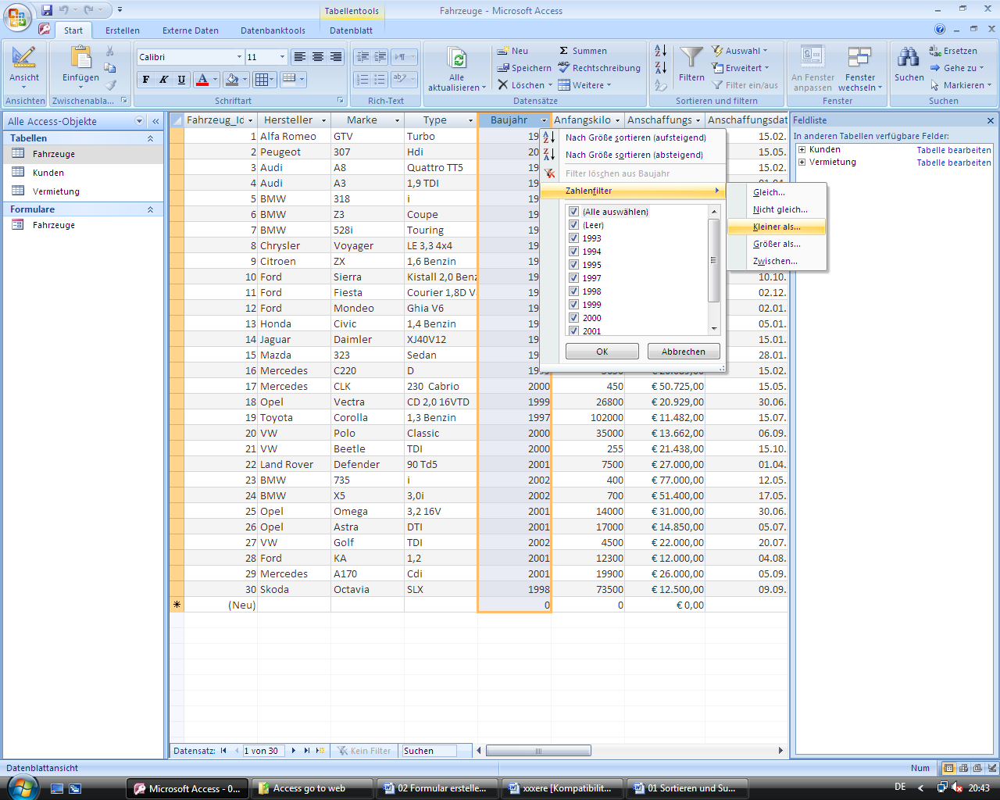 Tabellentools
Fahrzeuge - Microsoft Access
Start
Erstellen
Externe Daten
Datenbanktools
Datenblatt
Ansicht
Ansichten
Einfügen
Zwischenabla...
Calibri
11
F K U
Schriftart
Rich-Text
Alle
aktualisieren
Neu
Speichern
Löschen
Summen
Rechtschreibung
Weitere
Datensätze
Filtern
Auswahl
Erweitert
Filter ein/aus
Sortieren und filtern
An Fenster
anpassen
Fenster
wechseln
Fenster
Suchen
Ersetzen
Gehe zu
Markieren
Suchen
Alle Access-Objekte
Tabellen
Fahrzeuge
Kunden
Vermietung
Formulare
Fahrzeuge
Fahrzeug_Id Hersteller Marke Type Baujahr Anfangskilo Anschaffungs Anschaffungsdat
1 Alfa Romeo GTV Turbo 19 15.02.
2 Peugeot 307 Hdi 20 15.05.
3 Audi A8 Quattro TT5 19 15.02.
4 Audi A3 1,9 TDI 19
5 BMW 318 i 19
6 BMW Z3 Coupe 19
7 BMW 528i Touring 19
8 Chrysler Voyager LE 3,3 4x4 19
9 Citroen ZX 1,6 Benzin 19
10 Ford Sierra Kistall 2,0 Benz 19 10.10.
11 Ford Fiesta Courier 1,8D V 19 02.12.
12 Ford Mondeo Ghia V6 19 02.01.
13 Honda Civic 1,4 Benzin 19 05.01.
14 Jaguar Daimler XJ40V12 19 15.01.
15 Mazda 323 Sedan 19 28.01.
16 Mercedes C220 D 15.02.
17 Mercedes CLK 230 Cabrio 2000 450 € 50.725,00 15.05.
18 Opel Vectra CD 2,0 16VTD 1999 26800 € 20.929,00 30.06.
19 Toyota Corolla 1,3 Benzin 1997 102000 € 11.482,00 15.07.
20 VW Polo Classic 2000 35000 € 13.662,00 06.09.
21 VW Beetle TDI 2000 255 € 21.438,00 15.10.
22 Land Rover Defender 90 Td5 2001 7500 € 27.000,00 01.04.
23 BMW 735 i 2002 400 € 77.000,00 12.05.
24 BMW X5 3,0i 2002 700 € 51.400,00 17.05.
25 Opel Omega 3,2 16V 2001 14000 € 31.000,00 30.06.
26 Opel Astra DTI 2001 17000 € 14.850,00 05.07.
27 VW Golf TDI 2002 4500 € 22.000,00 20.07.
28 Ford KA 1,2 2001 12300 € 12.000,00 04.08.
29 Mercedes A170 Cdi 2001 19900 € 26.000,00 05.09.
30 Skoda Octavia SLX 1998 73500 € 12.500,00 09.09.
(Neu) 0 0 € 0,00
Nach Größe sortieren (aufsteigend)
Nach Größe sortieren (absteigend)
Filter löschen aus Baujahr
Zahlenfilter
(Alle auswählen)
(Leer)
1993
1994
1995
1997
1998
1999
2000
2001
OK
Abbrechen
Gleich...
Nicht gleich...
Kleiner als...
Größer als...
Zwischen...
Feldliste
In anderen Tabellen verfügbare Felder:
Kunden Tabelle bearbeiten
Vermietung Tabelle bearbeiten
Datensatz: 1 von 30 Kein Filter Suchen
Datenblattansicht
Num
Microsoft Access - 0...
Access go to web
02 Formular erstelle...
xxxere [Kompatibilit...
01 Sortieren und Su...
DE
20:43